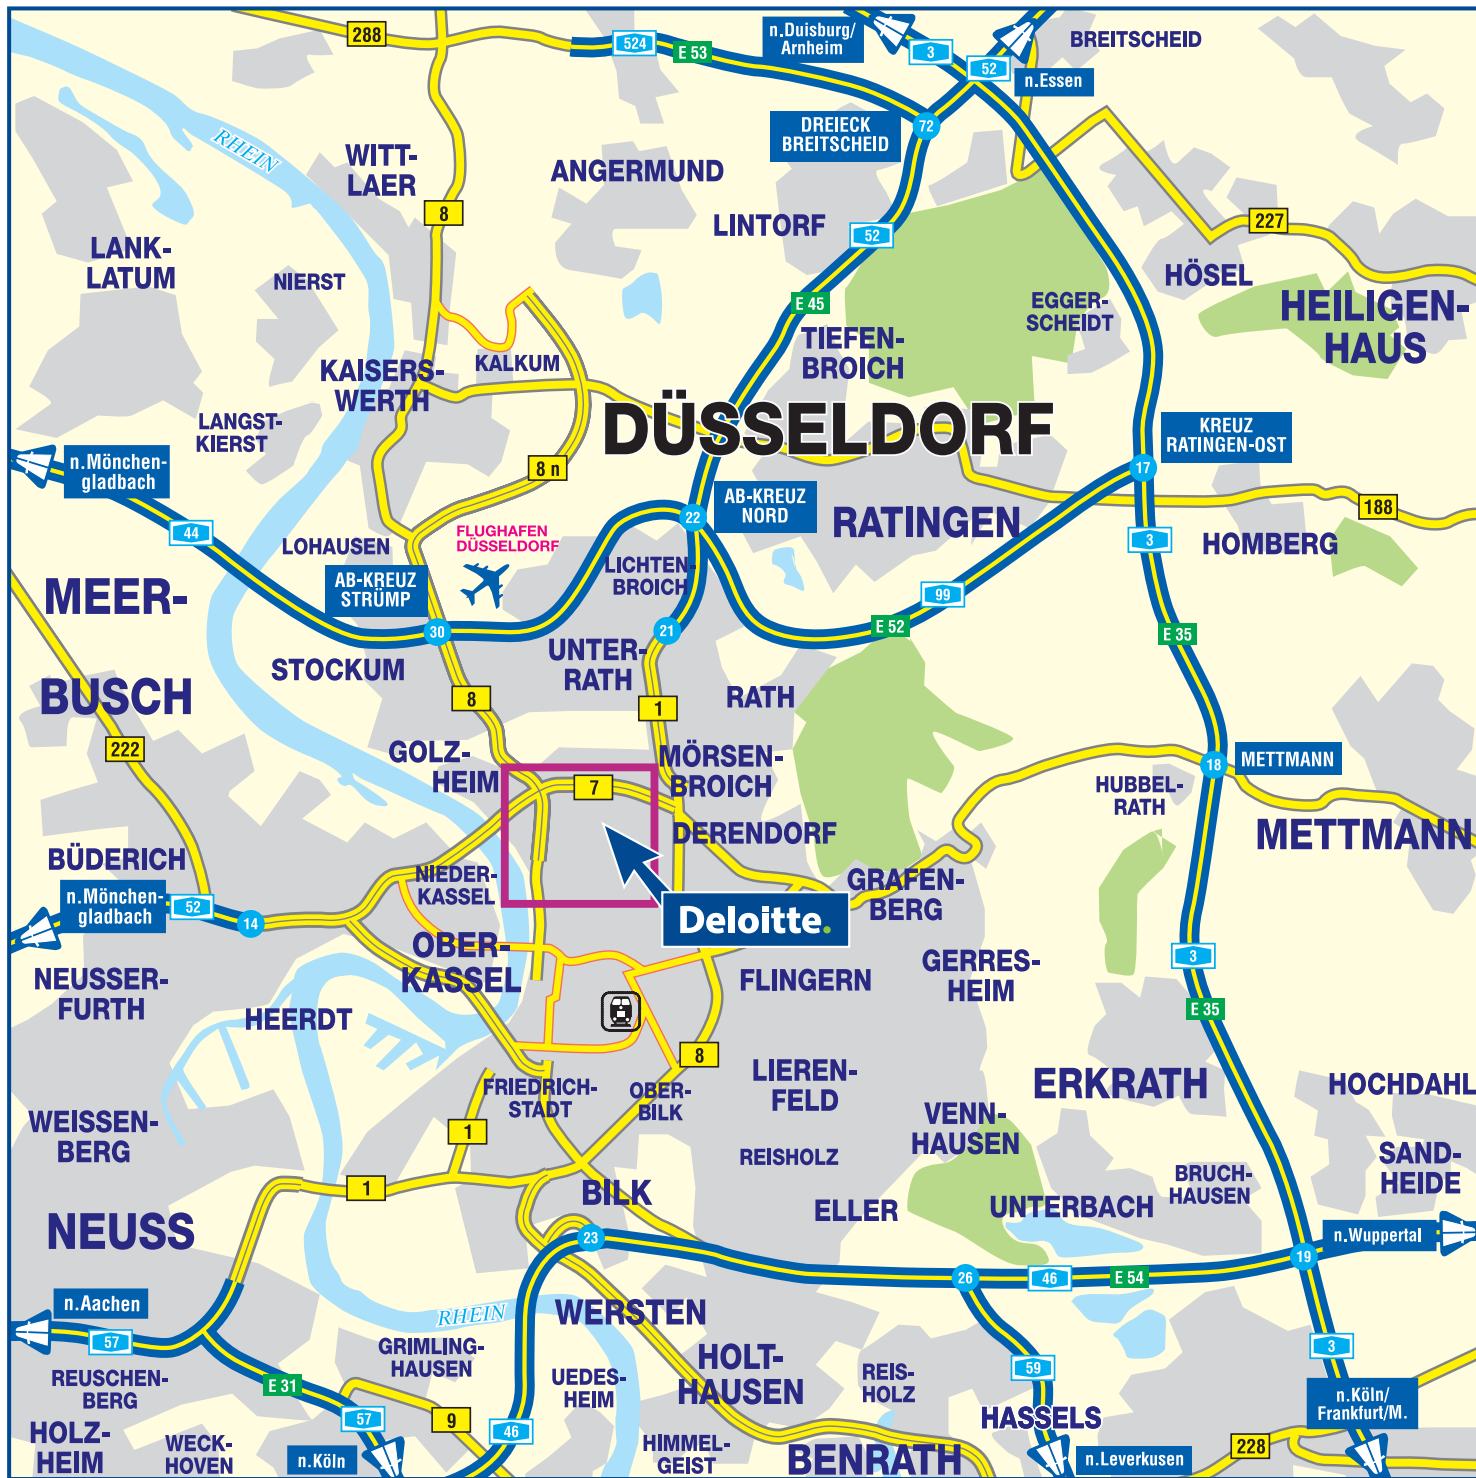 288
524
E 53
n.Duisburg/
Arnheim
3
52
n.Essen
BREITSCHEID
RHEIN
WITT-
LAER
ANGERMUND
DREIECK
BREITSCHEID
72
8
LINTORF
52
227
LANK-
LATUM
NIERST
HÖSEL
E 45
EGGER-
SCHEIDT
HEILIGEN-
HAUS
TIEFEN-
BROICH
KALKUM
KAISERS-
WERTH
LANGST-
KIERST
DÜSSELDORF
KREUZ
RATINGEN-OST
17
n.Mönchen-
gladbach
8 n
AB-KREUZ
NORD
22
RATINGEN
188
44
3
HOMBERG
LOHAUSEN
FLUGHAFEN
DÜSSELDORF
LICHTEN-
BROICH
AB-KREUZ
STRÜMP
99
MEER-
BUSCH
30
21
E 52
E 35
STOCKUM
UNTER-
RATH
RATH
8
1
222
GOLZ-
HEIM
MÖRSEN-
BROICH
18
METTMANN
7
HUBBEL-
RATH
DERENDORF
METTMANN
BÜDERICH
NIEDER-
KASSEL
GRAFEN-
BERG
n.Mönchen-
gladbach
52
14
Deloitte.
OBER-
KASSEL
NEUSSER-
FURTH
FLINGERN
GERRES-
HEIM
3
E 35
HEERDT
8
LIEREN-
FELD
ERKRATH
HOCHDAHL
FRIEDRICH-
STADT
OBER-
BILK
WEISSEN-
BERG
1
VENN-
HAUSEN
REISHOLZ
SAND-
HEIDE
BRUCH-
HAUSEN
1
BILK
ELLER
UNTERBACH
NEUSS
23
n.Wuppertal
19
26
46
E 54
n.Aachen
57
RHEIN
WERSTEN
GRIMLING-
HAUSEN
3
HOLT-
HAUSEN
REUSCHEN-
BERG
E 31
UEDES-
HEIM
REIS-
HOLZ
59
n.Köln/
Frankfurt/M.
57
9
46
HASSELS
HOLZ-
HEIM
WECK-
HOVEN
n.Köln
HIMMEL-
GEIST
BENRATH
n.Leverkusen
228